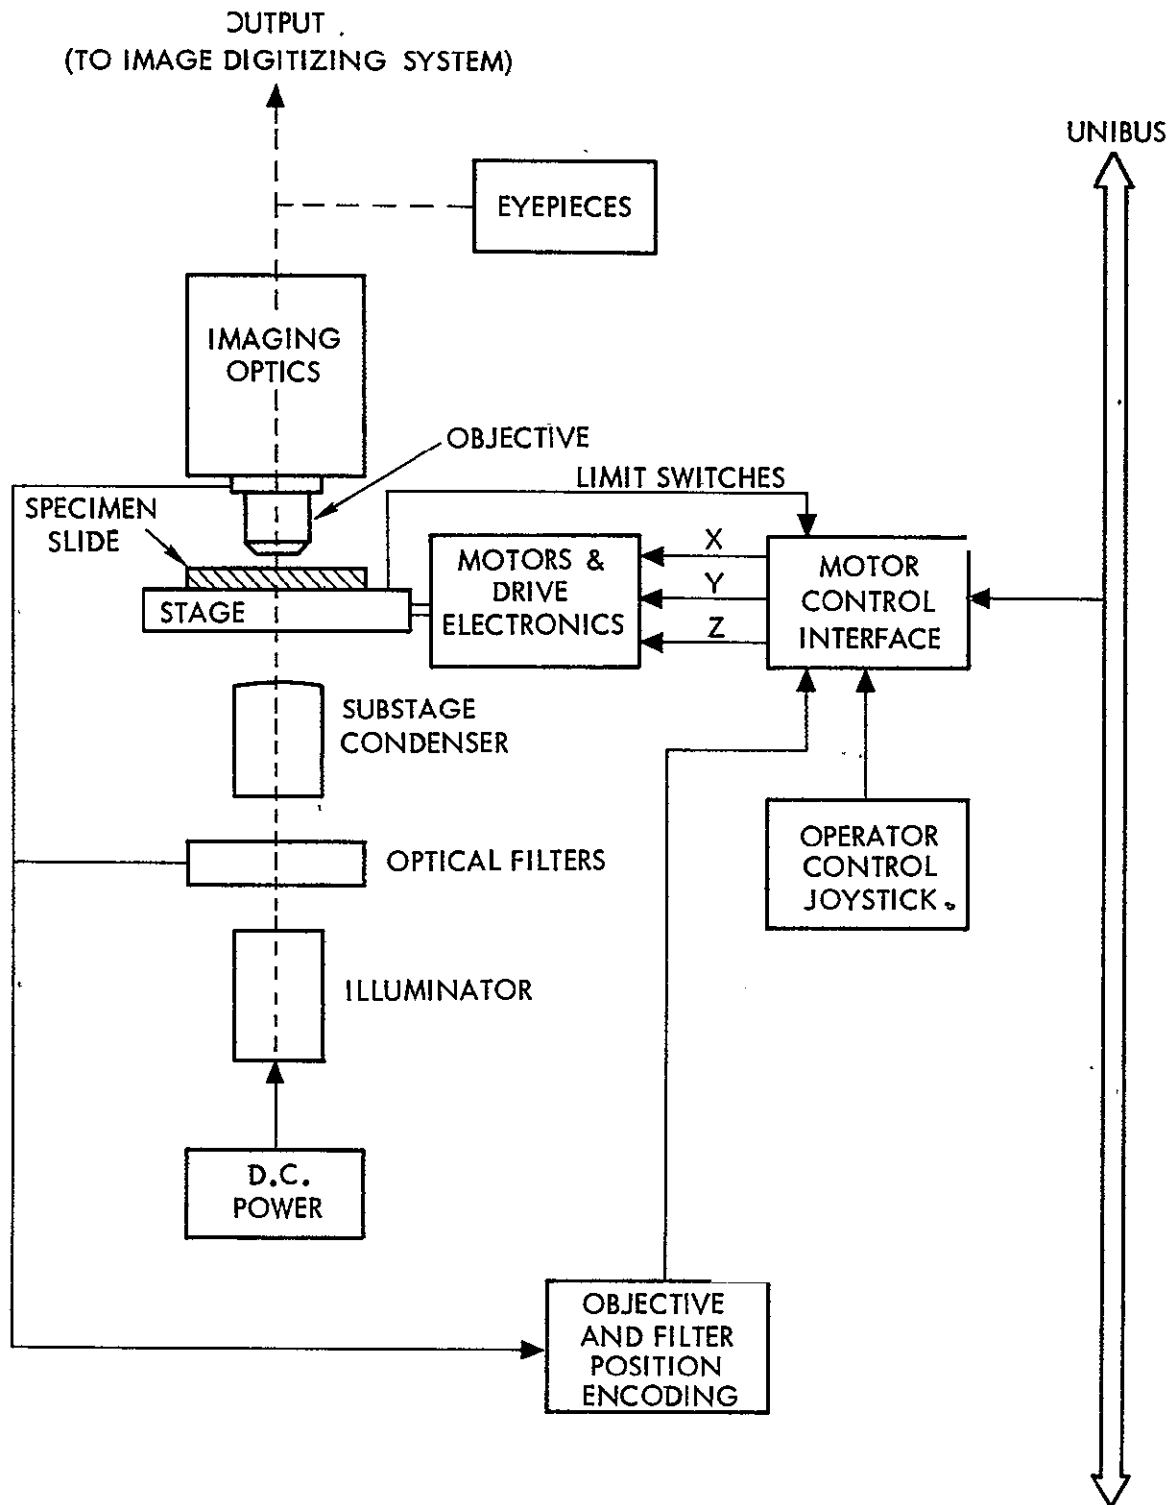 OUTPUT
(TO IMAGE DIGITIZING SYSTEM)
UNIBUS
EYEPIECES
IMAGING
OPTICS
OBJECTIVE
LIMIT SWITCHES
SPECIMEN
SLIDE
STAGE
MOTORS &
DRIVE
ELECTRONICS
X
Y
Z
MOTOR
CONTROL
INTERFACE
SUBSTAGE
CONDENSER
OPTICAL FILTERS
OPERATOR
CONTROL
JOYSTICK
ILLUMINATOR
D.C.
POWER
OBJECTIVE
AND FILTER
POSITION
ENCODING